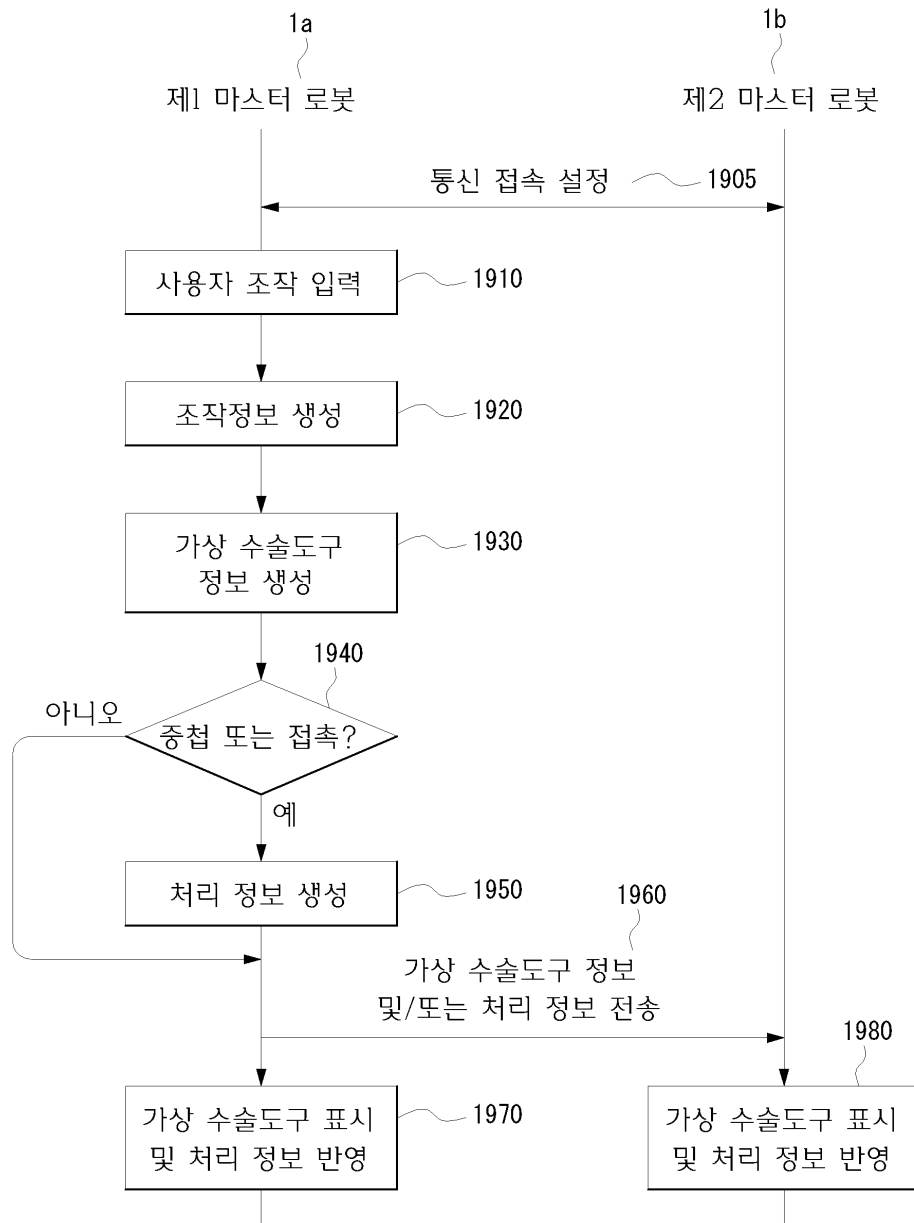 1a
1b
제1 마스터 로봇
제2 마스터 로봇
통신 접속 설정
1905
사용자 조작 입력
1910
조작정보 생성
1920
가상 수술도구
정보 생성
1930
1940
아니오
중첩 또는 접촉?
예
처리 정보 생성
1950
1960
가상 수술도구 정보
및/또는 처리 정보 전송
가상 수술도구 표시
및 처리 정보 반영
1970
1980
가상 수술도구 표시
및 처리 정보 반영